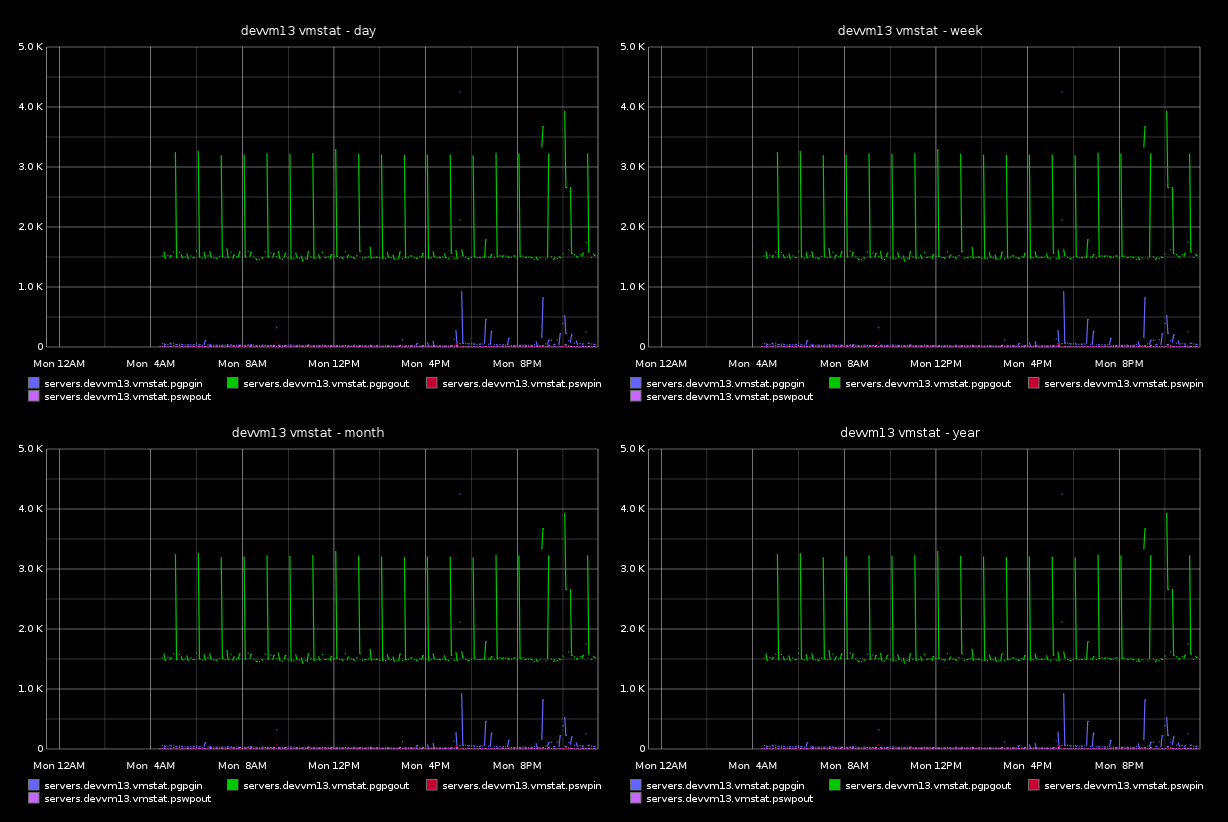 devvm13 vmstat - day
5.0 K
4.0 K
3.0 K
2.0 K
1.0 K
0
Mon 12AM Mon 4AM Mon 8AM Mon 12PM Mon 4PM Mon 8PM
servers.devvm13.vmstat.pgpgin servers.devvm13.vmstat.pgpgout servers.devvm13.vmstat.pswpin
servers.devvm13.vmstat.pswpout
devvm13 vmstat - week
5.0 K
4.0 K
3.0 K
2.0 K
1.0 K
0
Mon 12AM Mon 4AM Mon 8AM Mon 12PM Mon 4PM Mon 8PM
servers.devvm13.vmstat.pgpgin servers.devvm13.vmstat.pgpgout servers.devvm13.vmstat.pswpin
servers.devvm13.vmstat.pswpout
devvm13 vmstat - month
5.0 K
4.0 K
3.0 K
2.0 K
1.0 K
0
Mon 12AM Mon 4AM Mon 8AM Mon 12PM Mon 4PM Mon 8PM
servers.devvm13.vmstat.pgpgin servers.devvm13.vmstat.pgpgout servers.devvm13.vmstat.pswpin
servers.devvm13.vmstat.pswpout
devvm13 vmstat - year
5.0 K
4.0 K
3.0 K
2.0 K
1.0 K
0
Mon 12AM Mon 4AM Mon 8AM Mon 12PM Mon 4PM Mon 8PM
servers.devvm13.vmstat.pgpgin servers.devvm13.vmstat.pgpgout servers.devvm13.vmstat.pswpin
servers.devvm13.vmstat.pswpout